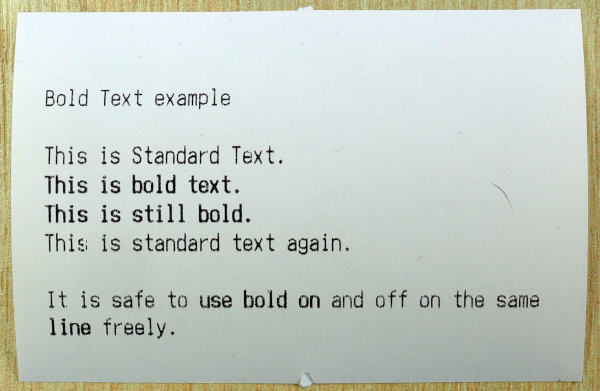 Bold Text example
This is Standard Text.
This is bold text.
This is still bold.
This is standard text again.
It is safe to use bold on and off on the same
line freely.